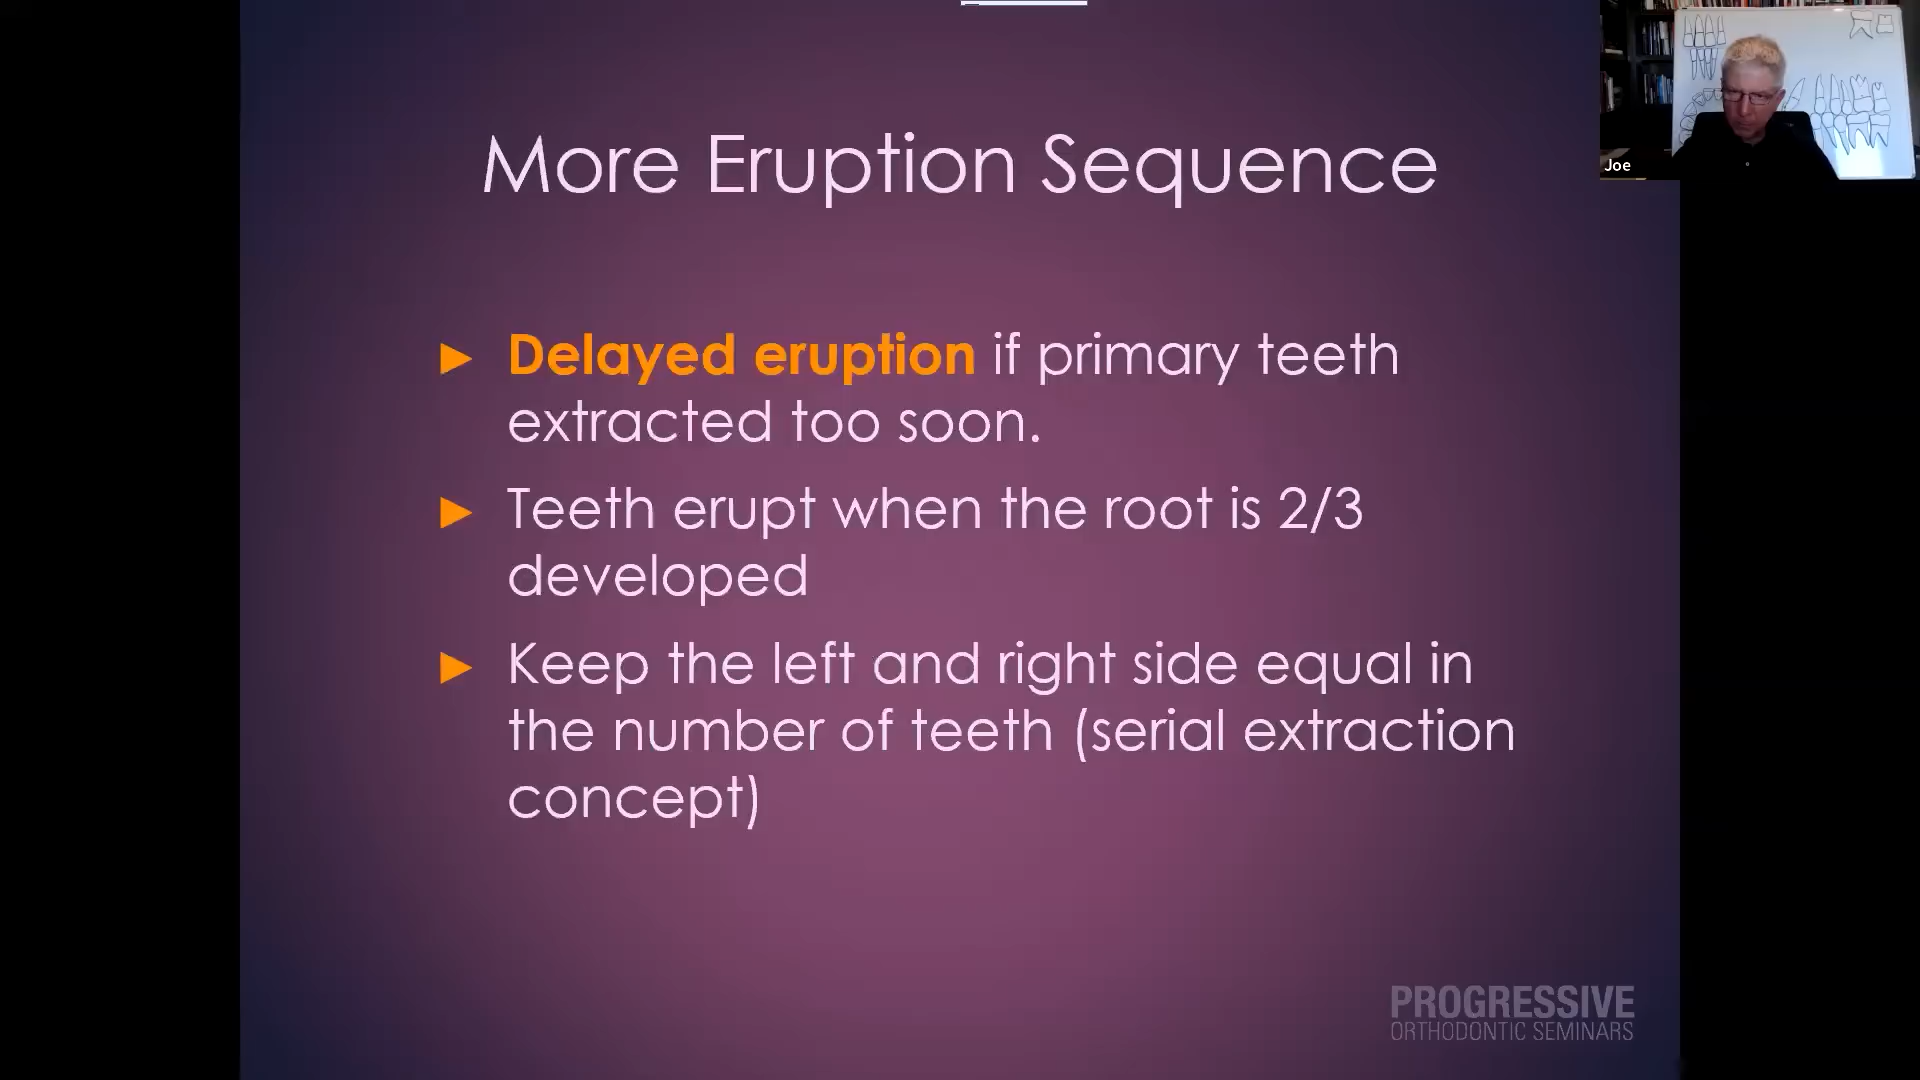 More Eruption Sequence
► Delayed eruption if primary teeth
extracted too soon.
► Teeth erupt when the root is 2/3
developed
► Keep the left and right side equal in
the number of teeth (serial extraction
concept)
Joe
PROGRESSIVE
ORTHODONTIC SEMINARS